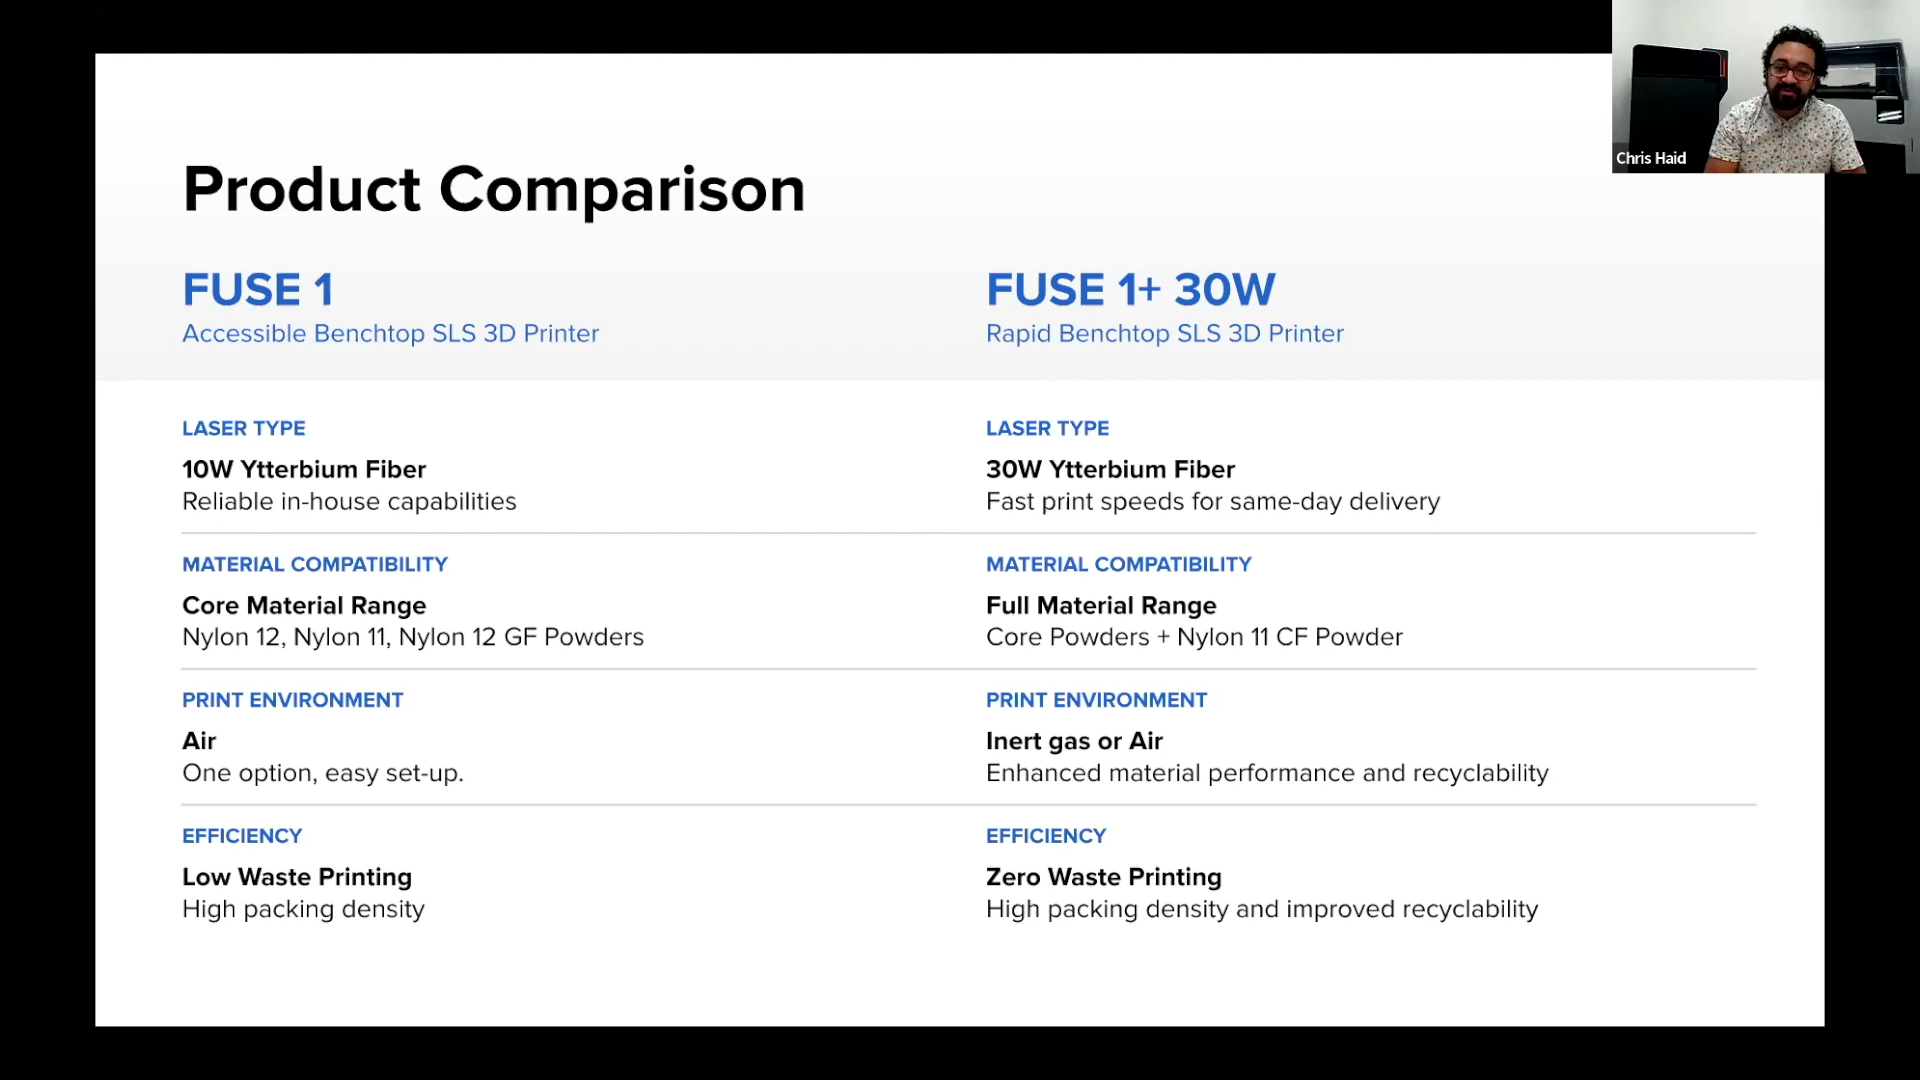 Chris Haid
Product Comparison
FUSE 1
Accessible Benchtop SLS 3D Printer
LASER TYPE
10W Ytterbium Fiber
Reliable in-house capabilities
MATERIAL COMPATIBILITY
Core Material Range
Nylon 12, Nylon 11, Nylon 12 GF Powders
PRINT ENVIRONMENT
Air
One option, easy set-up.
EFFICIENCY
Low Waste Printing
High packing density
FUSE 1+ 30W
Rapid Benchtop SLS 3D Printer
LASER TYPE
30W Ytterbium Fiber
Fast print speeds for same-day delivery
MATERIAL COMPATIBILITY
Full Material Range
Core Powders + Nylon 11 CF Powder
PRINT ENVIRONMENT
Inert gas or Air
Enhanced material performance and recyclability
EFFICIENCY
Zero Waste Printing
High packing density and improved recyclability